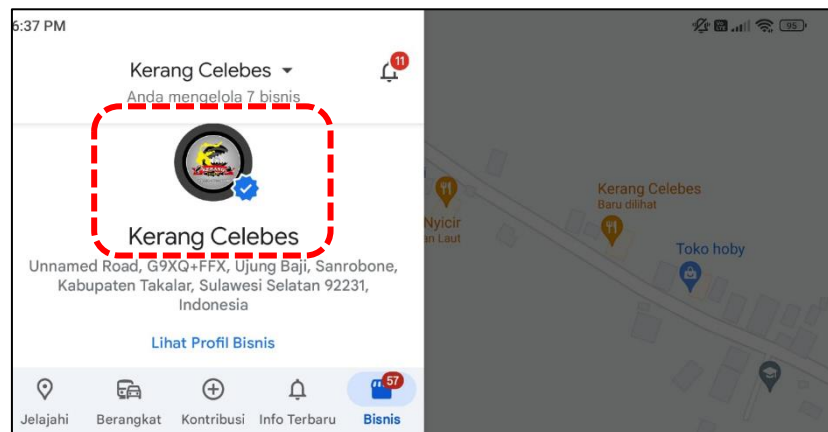 6:37 PM
95
Kerang Celebes
11
Anda mengelola 7 bisnis
Kerang Celebes
Unnamed Road, G9XQ+FFX, Ujung Baji, Sanrobone,
Kabupaten Takalar, Sulawesi Selatan 92231,
Indonesia
Lihat Profil Bisnis
57
Jelajahi
Berangkat
Kontribusi
Info Terbaru
Bisnis
Kerang Celebes
Baru dilihat
Nyicir
an Laut
Toko hoby